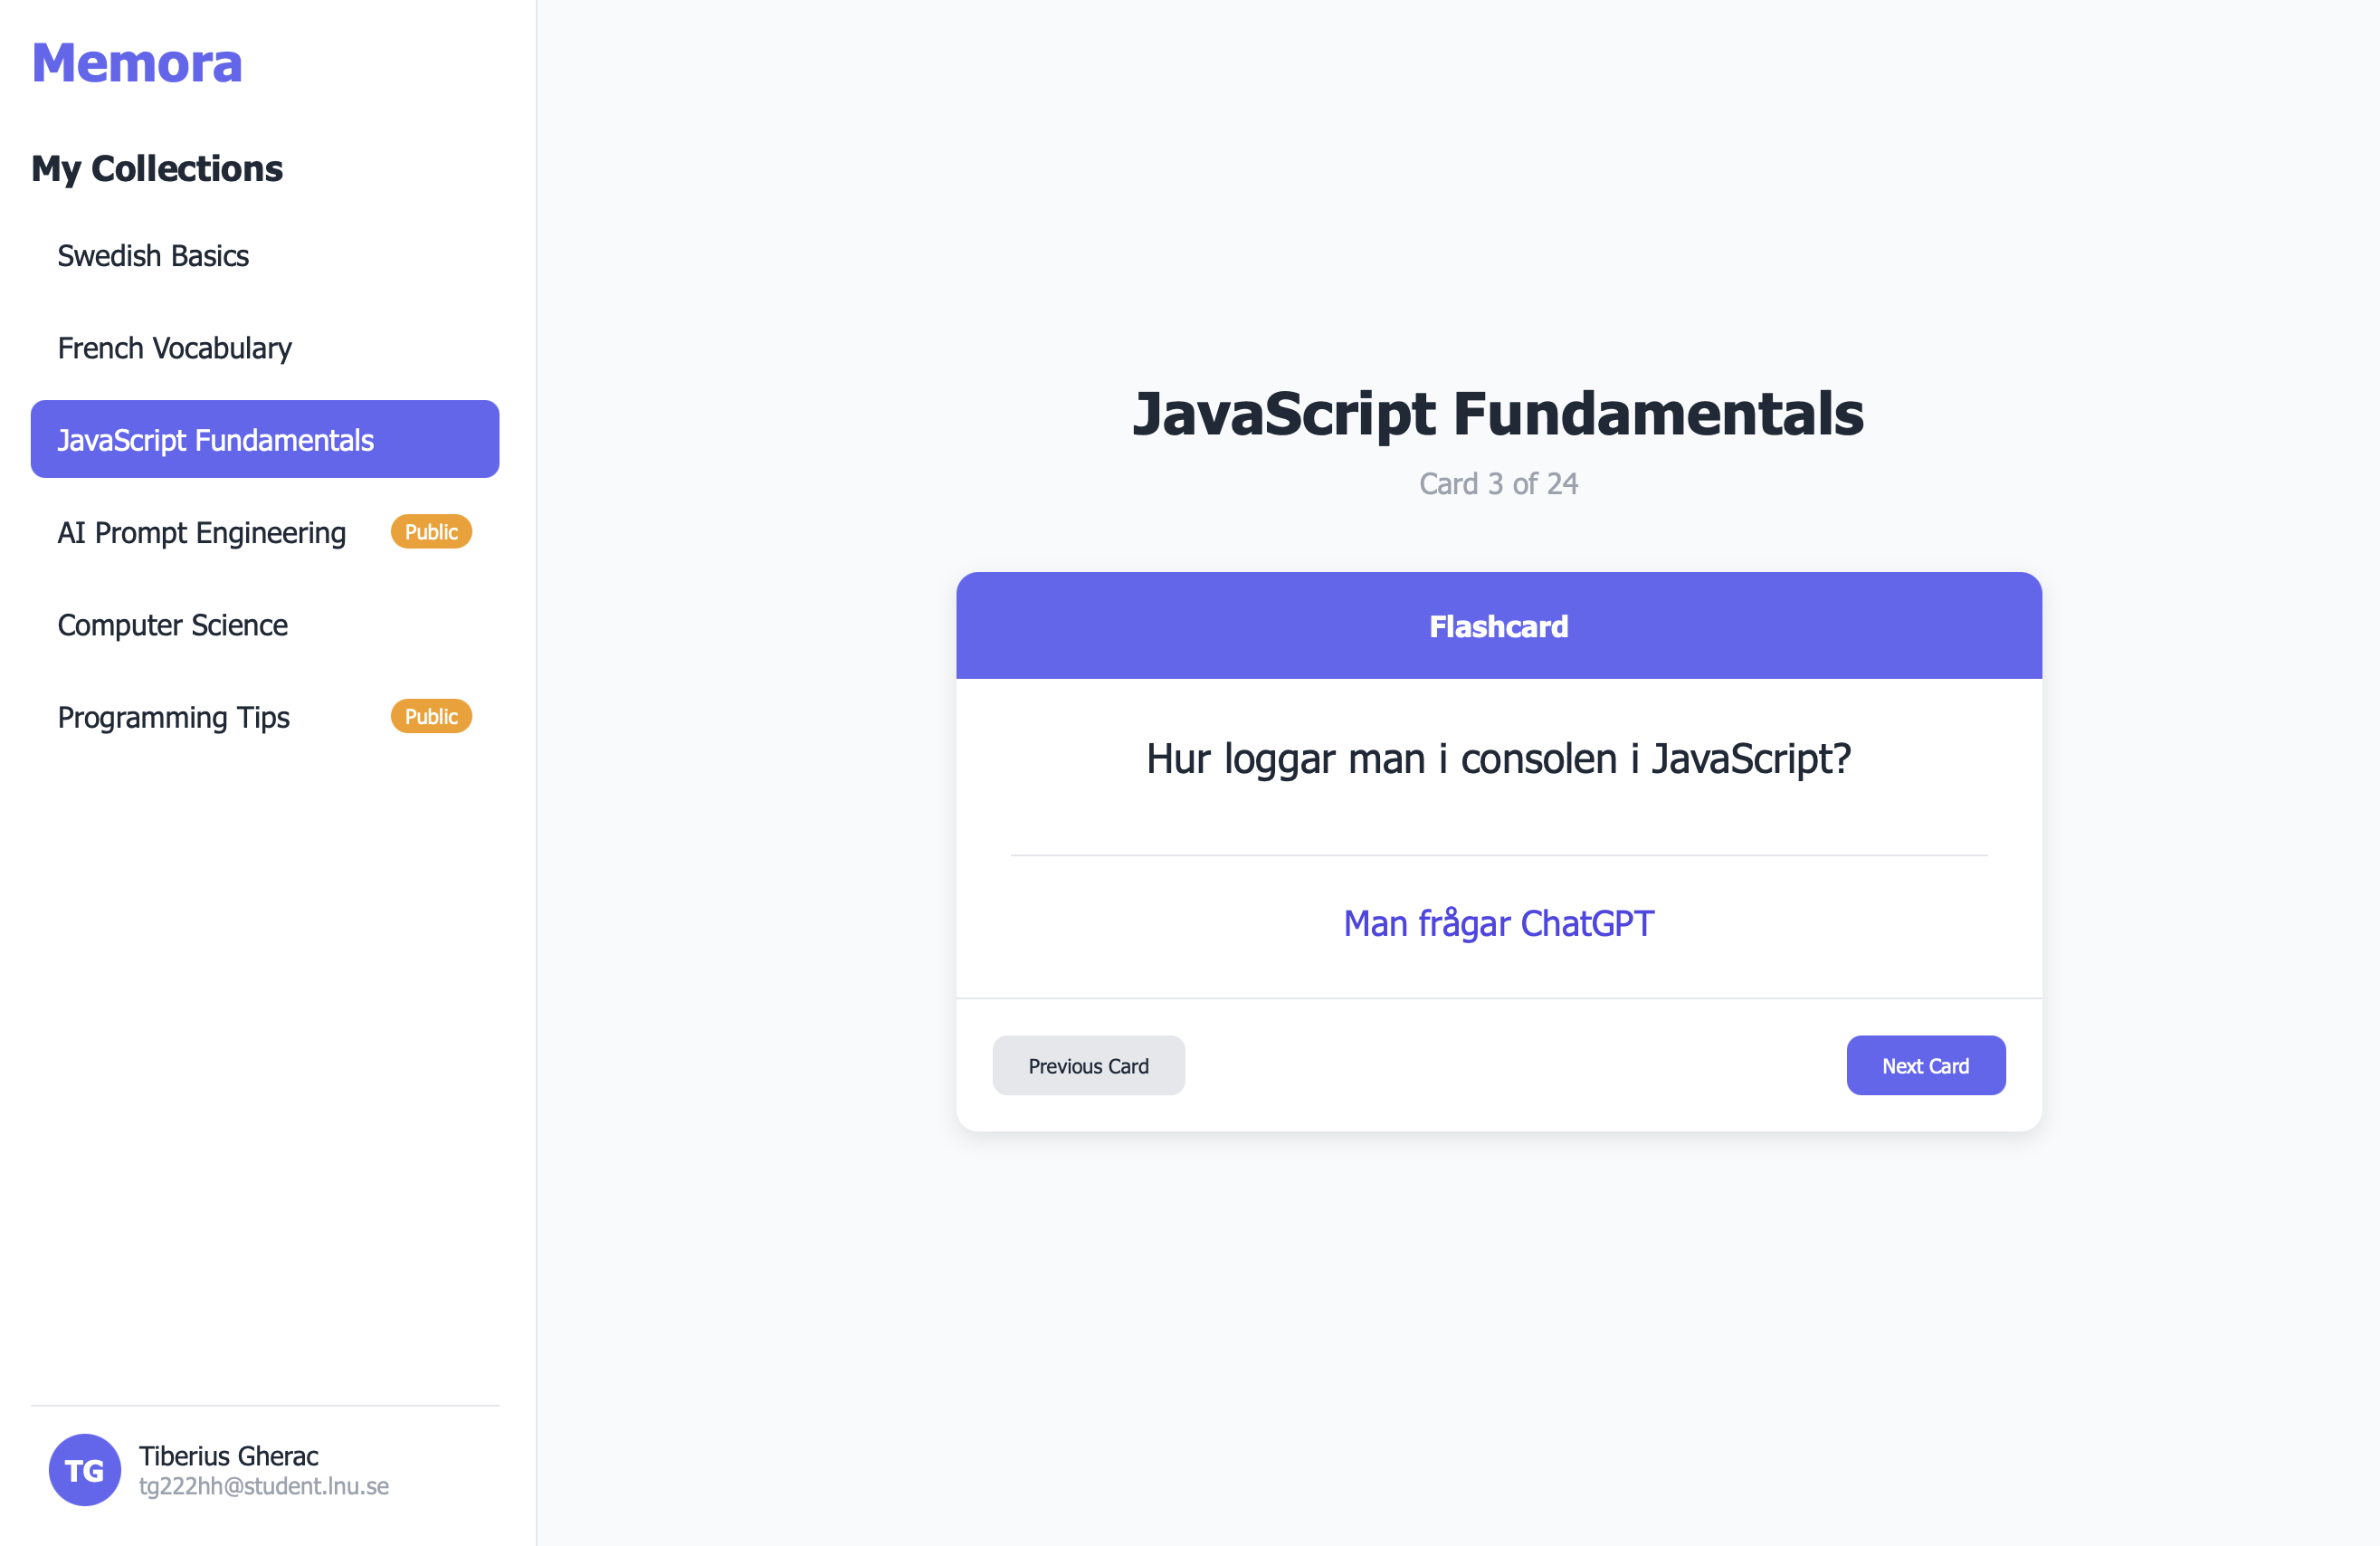 Memora
My Collections
Swedish Basics
French Vocabulary
JavaScript Fundamentals
AI Prompt Engineering Public
Computer Science
Programming Tips Public
TG
Tiberius Gherac
tg222hh@student.lnu.se
JavaScript Fundamentals
Card 3 of 24
Flashcard
Hur loggar man i consolen i JavaScript?
Man frågar ChatGPT
Previous Card
Next Card